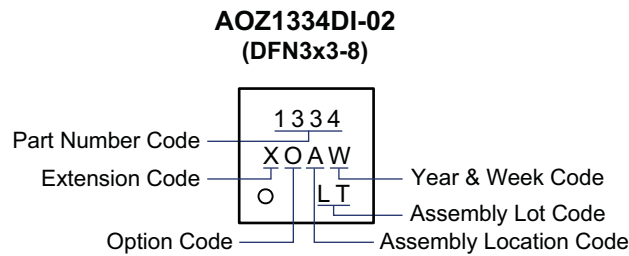 AOZ1334DI-02
(DFN3x3-8)
1334
Part Number Code
XOAW
Extension Code
Year & Week Code
LT
Assembly Lot Code
Option Code
Assembly Location Code